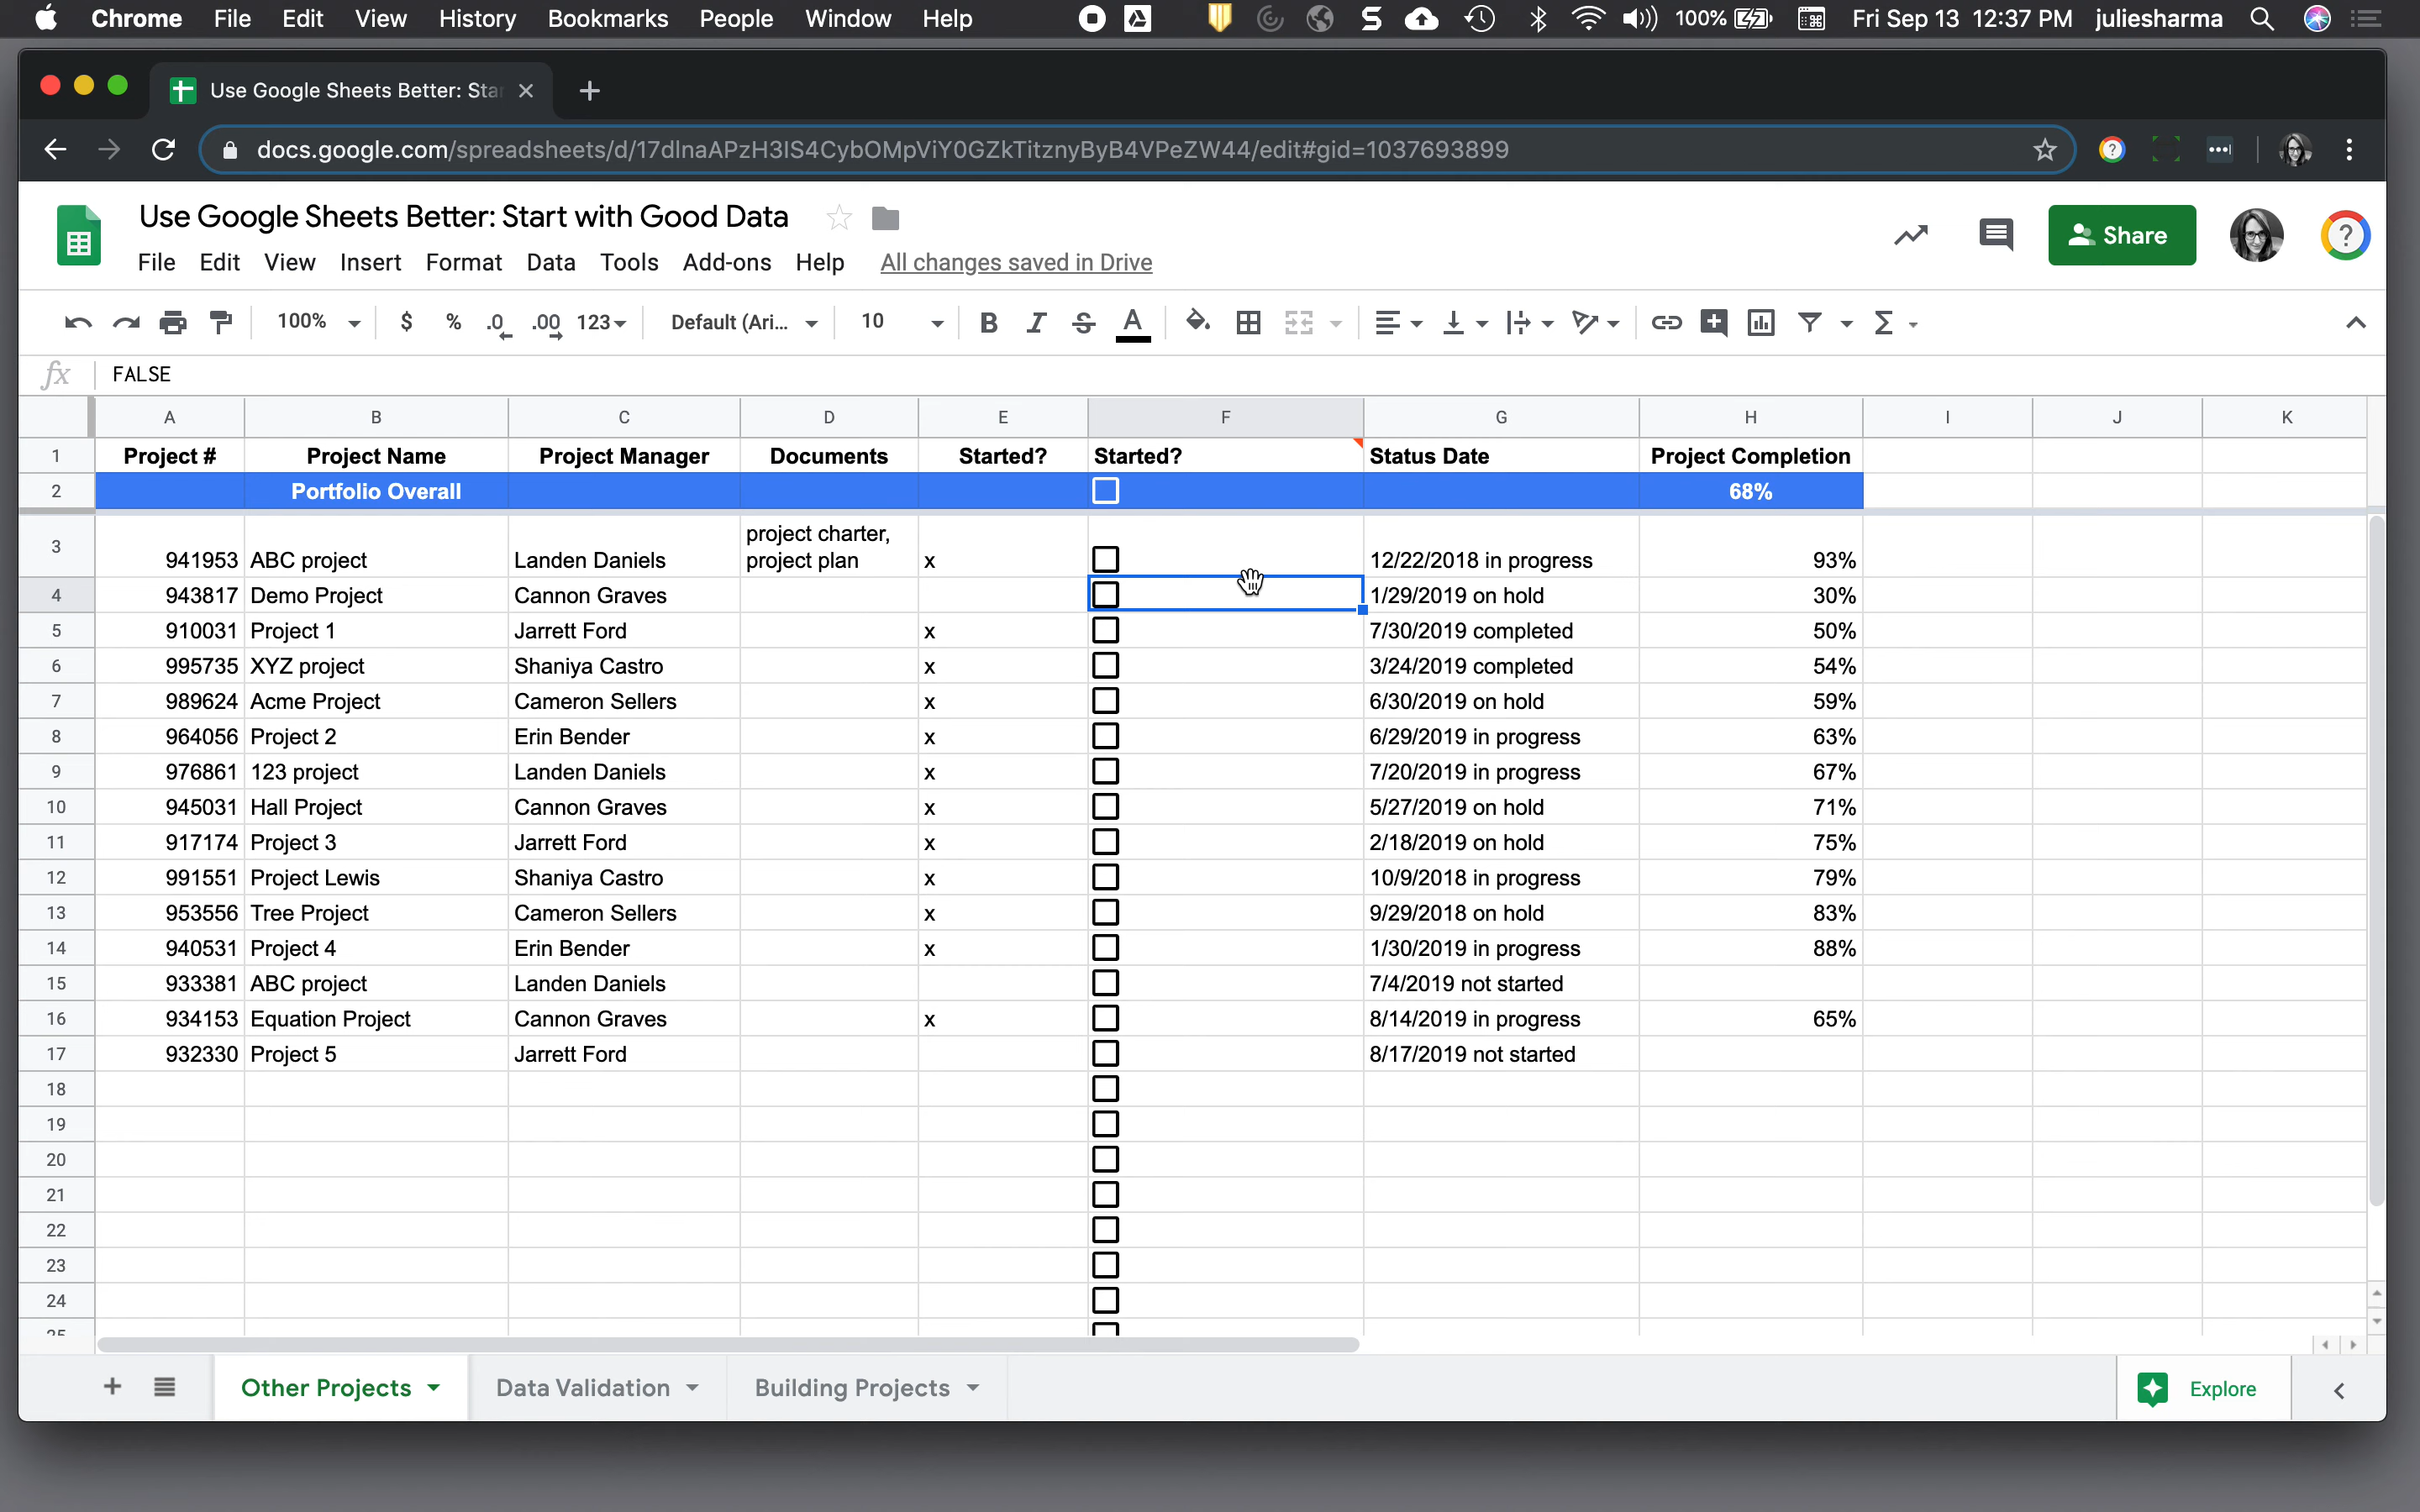 Chrome File Edit View History Bookmarks People Window Help 100% Fri Sep 13 12:37 PM juliesharma
Use Google Sheets Better: Star
docs.google.com/spreadsheets/d/17dlnaAPzH3IS4CybOMpViY0GZkTitznyByB4VPeZW44/edit#gid=1037693899
Use Google Sheets Better: Start with Good Data
Share
File Edit View Insert Format Data Tools Add-ons Help All changes saved in Drive
100% $ % .0 .00 123 Default (Ari... 10 B I S A Σ
fx FALSE
A B C D E F G H I J K
1 Project # Project Name Project Manager Documents Started? Started? Status Date Project Completion
2 Portfolio Overall 68%
3 941953 ABC project Landen Daniels project charter, project plan x 12/22/2018 in progress 93%
4 943817 Demo Project Cannon Graves 1/29/2019 on hold 30%
5 910031 Project 1 Jarrett Ford x 7/30/2019 completed 50%
6 995735 XYZ project Shaniya Castro x 3/24/2019 completed 54%
7 989624 Acme Project Cameron Sellers x 6/30/2019 on hold 59%
8 964056 Project 2 Erin Bender x 6/29/2019 in progress 63%
9 976861 123 project Landen Daniels x 7/20/2019 in progress 67%
10 945031 Hall Project Cannon Graves x 5/27/2019 on hold 71%
11 917174 Project 3 Jarrett Ford x 2/18/2019 on hold 75%
12 991551 Project Lewis Shaniya Castro x 10/9/2018 in progress 79%
13 953556 Tree Project Cameron Sellers x 9/29/2018 on hold 83%
14 940531 Project 4 Erin Bender x 1/30/2019 in progress 88%
15 933381 ABC project Landen Daniels 7/4/2019 not started
16 934153 Equation Project Cannon Graves x 8/14/2019 in progress 65%
17 932330 Project 5 Jarrett Ford 8/17/2019 not started
18
19
20
21
22
23
24
25
Other Projects Data Validation Building Projects Explore